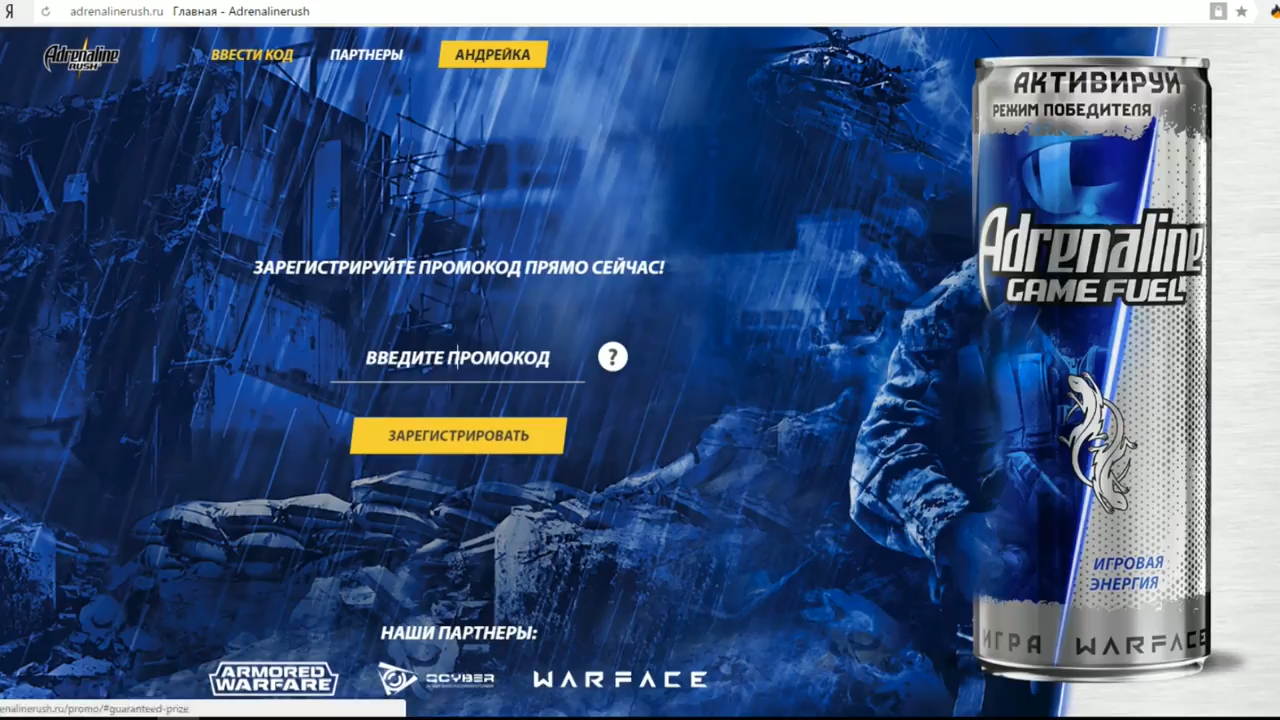 Я
adrenalinerush.ru Главная - Adrenalinerush
Adrenaline
RUSH
ВВЕСТИ КОД
ПАРТНЕРЫ
АНДРЕЙКА
ЗАРЕГИСТРИРУЙТЕ ПРОМОКОД ПРЯМО СЕЙЧАС!
ВВЕДИТЕ ПРОМОКОД
?
ЗАРЕГИСТРИРОВАТЬ
НАШИ ПАРТНЕРЫ:
ARMORED
WARFARE
QCYBER
WARFACE
enalinerush.ru/promo/#guaranteed-prize
АКТИВИРУЙ
РЕЖИМ ПОБЕДИТЕЛЯ
Adrenaline
GAME FUEL
ИГРОВАЯ
ЭНЕРГИЯ
ИГРА WARFACE